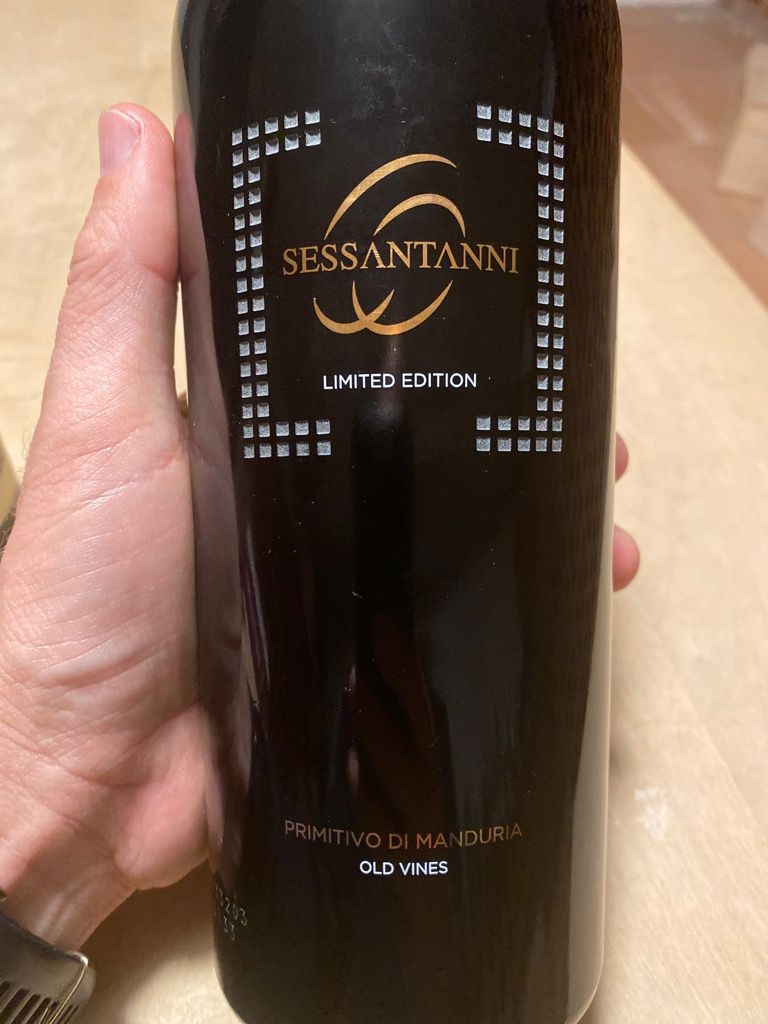 SESSANTANNI
LIMITED EDITION
PRIMITIVO DI MANDURIA
OLD VINES